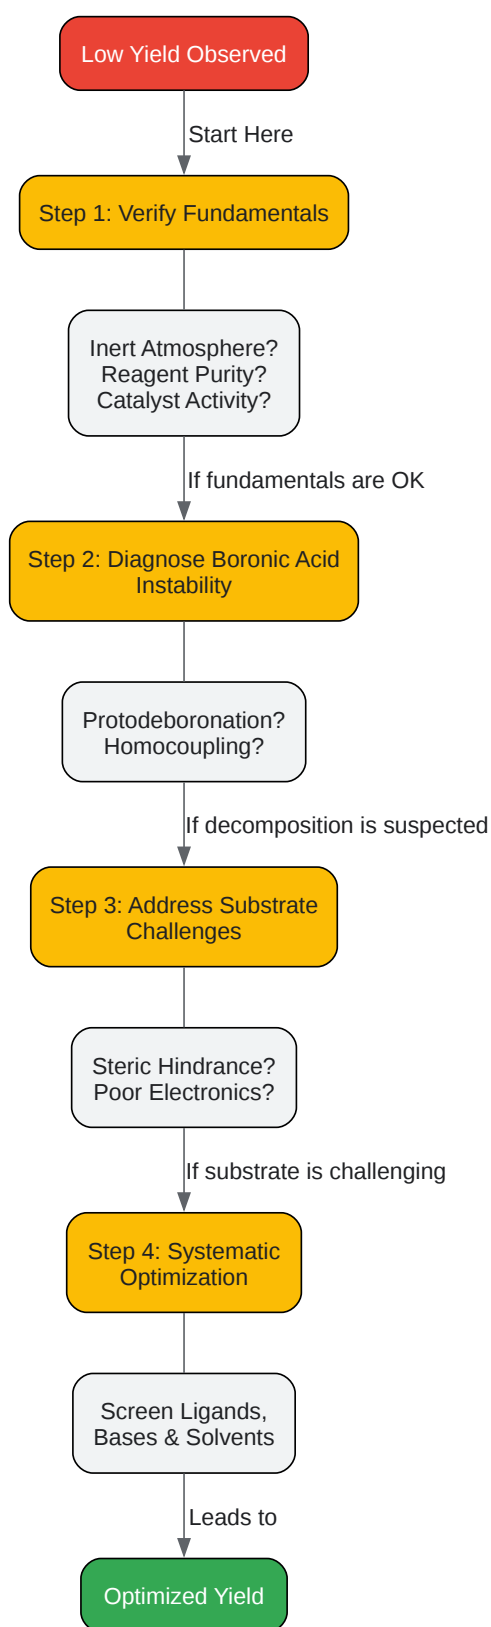 Low Yield Observed
Start Here
Step 1: Verify Fundamentals
Inert Atmosphere?
Reagent Purity?
Catalyst Activity?
If fundamentals are OK
Step 2: Diagnose Boronic Acid
Instability
Protodeboronation?
Homocoupling?
If decomposition is suspected
Step 3: Address Substrate
Challenges
Steric Hindrance?
Poor Electronics?
If substrate is challenging
Step 4: Systematic
Optimization
Screen Ligands,
Bases & Solvents
Leads to
Optimized Yield